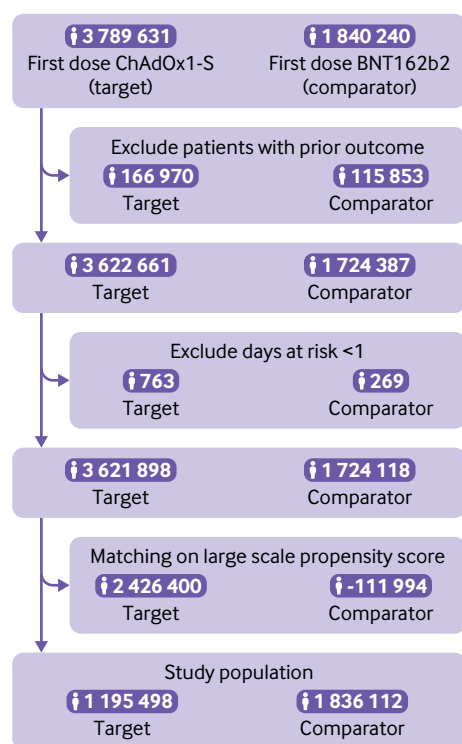 3 789 631 1 840 240
First dose ChAdOx1-S First dose BNT162b2
(target) (comparator)
Exclude patients with prior outcome
166 970 115 853
Target Comparator
3 622 661 1 724 387
Target Comparator
Exclude days at risk <1
763 269
Target Comparator
3 621 898 1 724 118
Target Comparator
Matching on large scale propensity score
2 426 400 -111 994
Target Comparator
Study population
1 195 498 1 836 112
Target Comparator